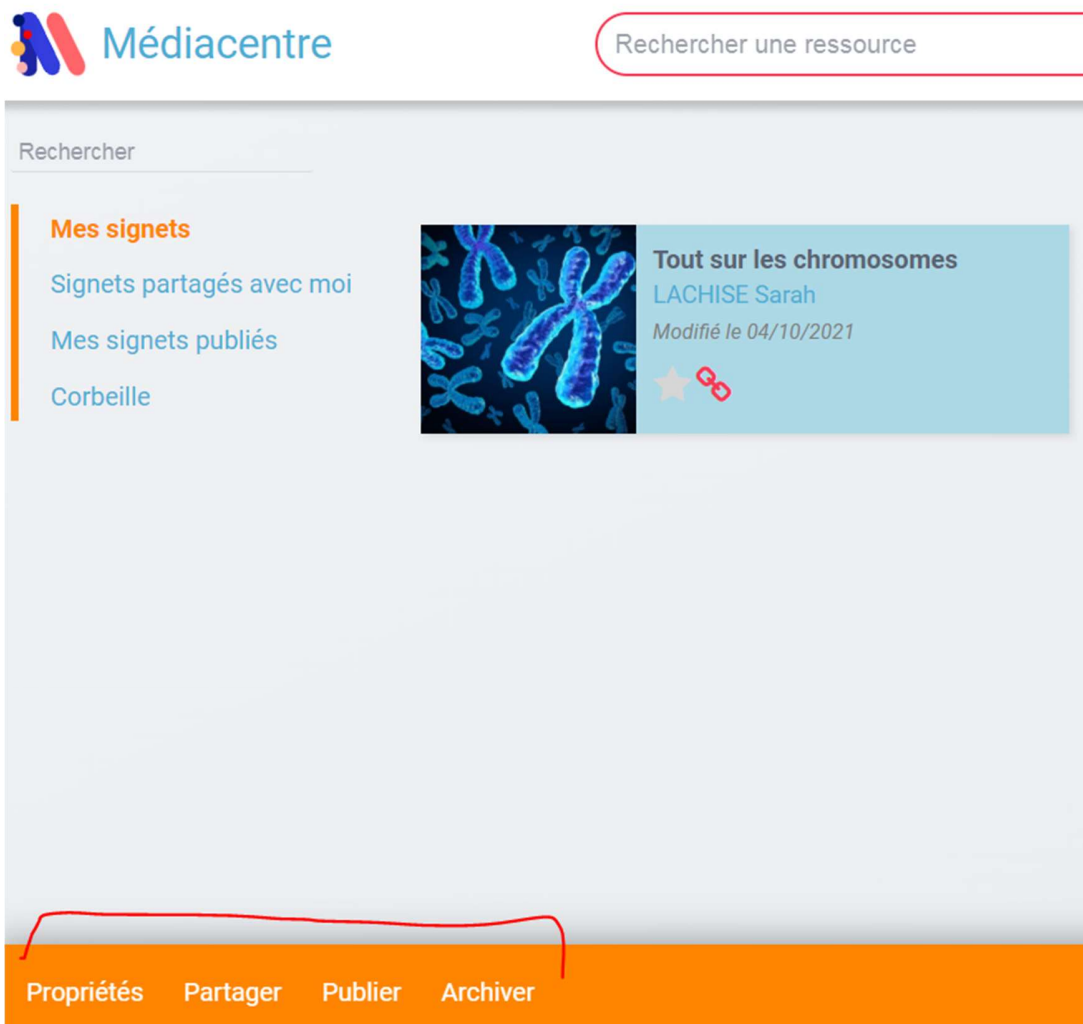 Médiacentre
Rechercher une ressource
Rechercher
Mes signets
Signets partagés avec moi
Mes signets publiés
Corbeille
Tout sur les chromosomes
LACHISE Sarah
Modifié le 04/10/2021
Propriétés Partager Publier Archiver